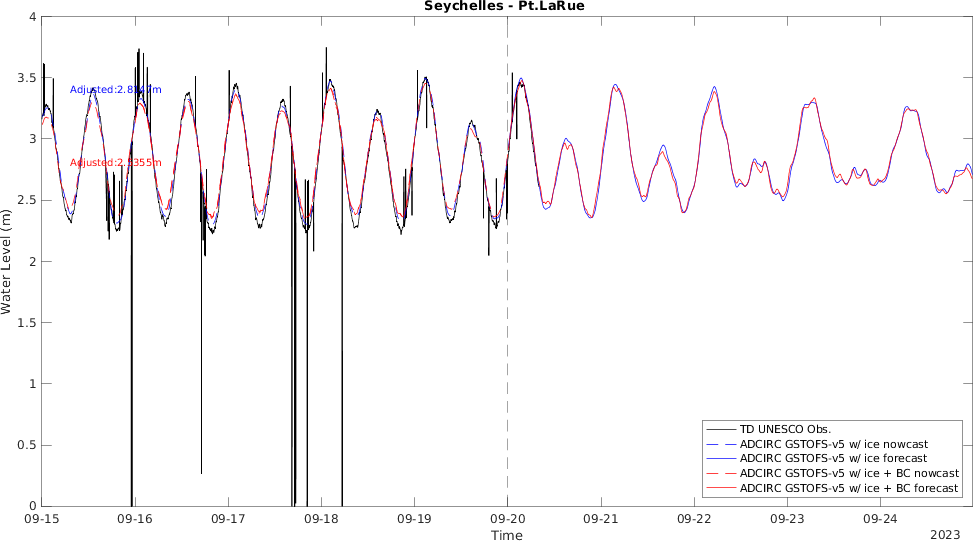 Seychelles - Pt.LaRue
4
3.5
3
2.5
2
1.5
1
0.5
0
Water Level (m)
Adjusted:
Adjusted:
09-15
09-16
09-17
09-18
09-19
09-20
09-21
09-22
09-23
09-24
Time
2023
TD UNESCO Obs.
ADCIRC GSTOFS-v5 w/ ice nowcast
ADCIRC GSTOFS-v5 w/ ice forecast
ADCIRC GSTOFS-v5 w/ ice + BC nowcast
ADCIRC GSTOFS-v5 w/ ice + BC forecast